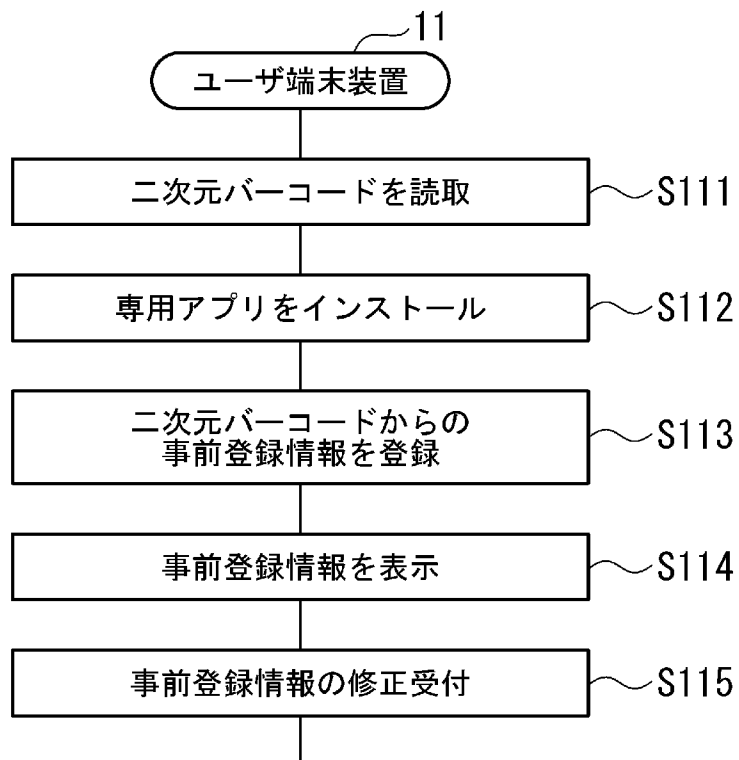 11
ユーザ端末装置
二次元バーコードを読取
S111
専用アプリをインストール
S112
二次元バーコードからの
事前登録情報を登録
S113
事前登録情報を表示
S114
事前登録情報の修正受付
S115